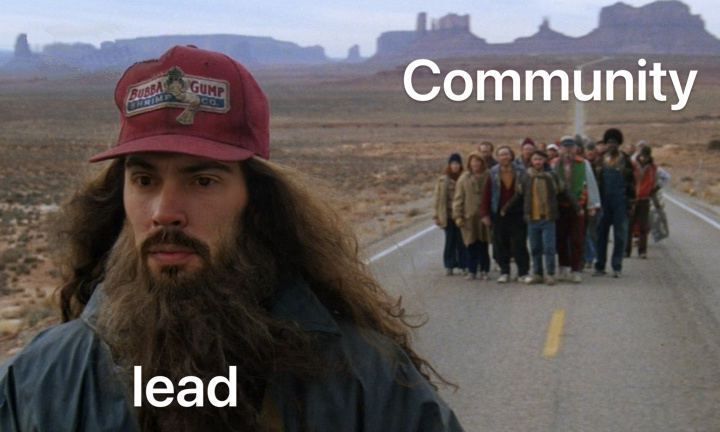 Community
BUBBA GUMP
SHRIMP CO.
lead